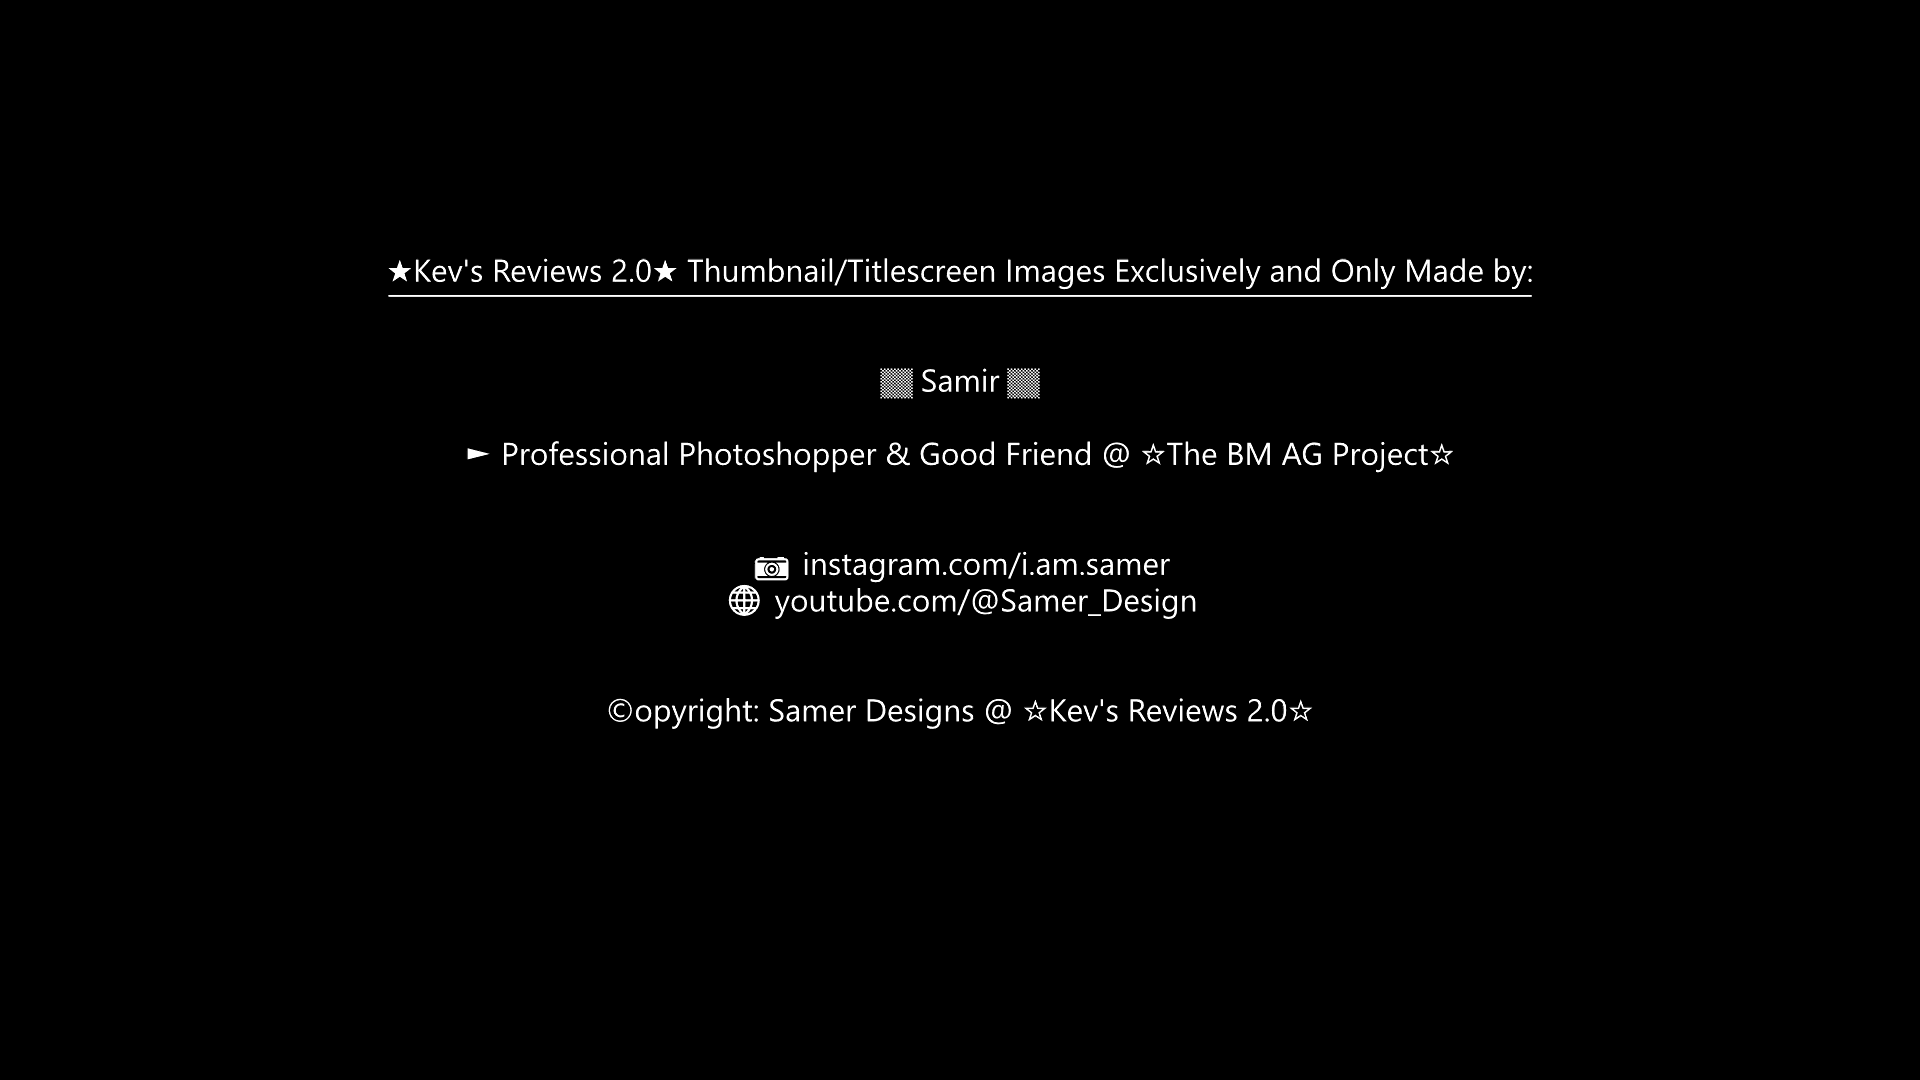 ★Kev's Reviews 2.0★ Thumbnail/Titlescreen Images Exclusively and Only Made by:
▒▒ Samir ▒▒
► Professional Photoshopper & Good Friend @ ☆The BM AG Project☆
📷 instagram.com/i.am.samer
🌐 youtube.com/@Samer_Design
©opyright: Samer Designs @ ☆Kev's Reviews 2.0☆